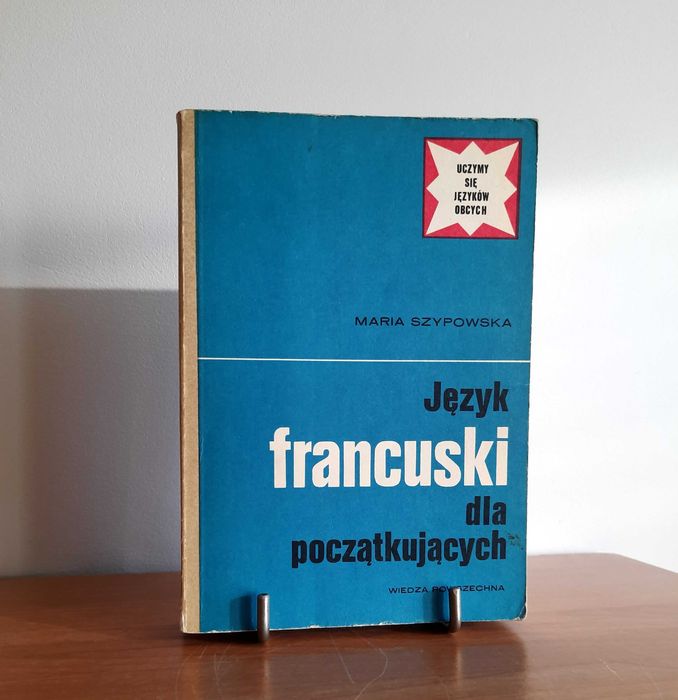 UCZYMY
SIĘ
JĘZYKÓW
OBCYCH
MARIA SZYPOWSKA
Język
francuski
dla
początkujących
WIEDZA POWSZECHNA